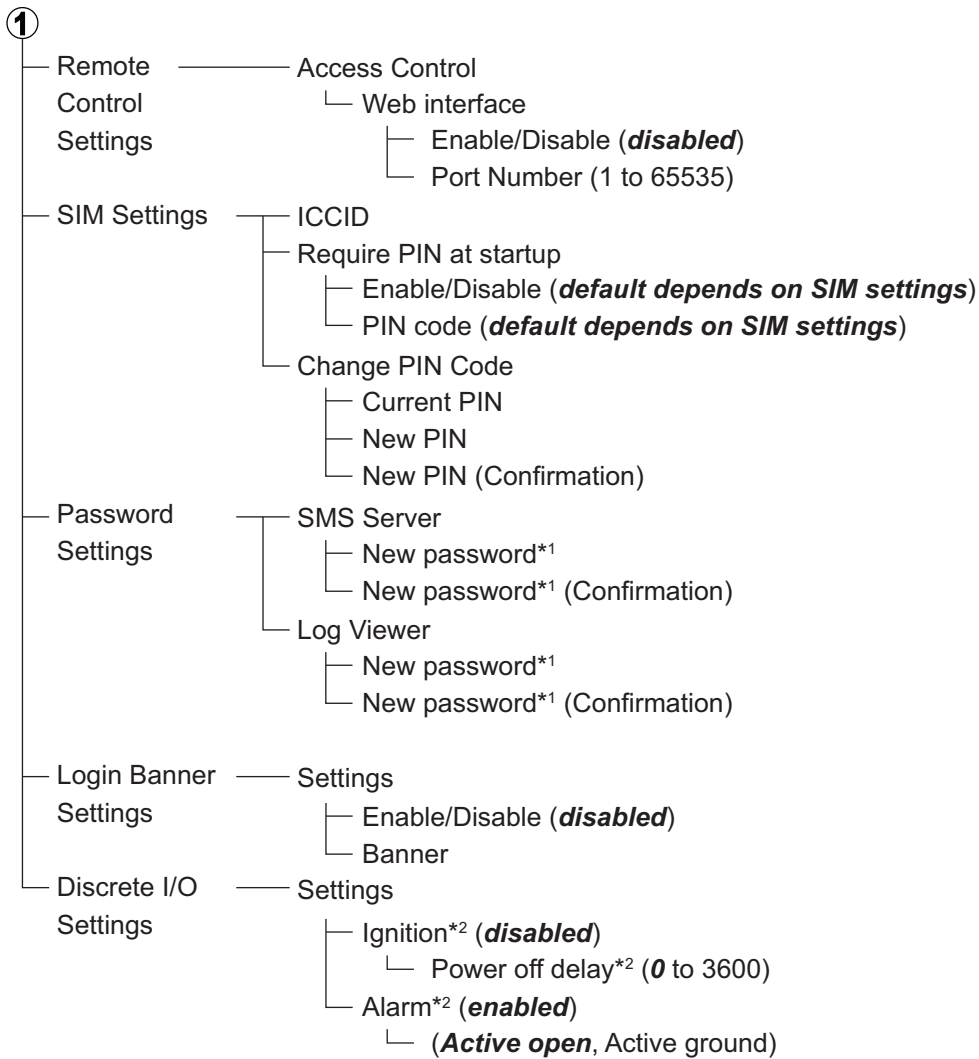 1
Remote Control Settings
Access Control
Web interface
Enable/Disable (disabled)
Port Number (1 to 65535)
SIM Settings
ICCID
Require PIN at startup
Enable/Disable (default depends on SIM settings)
PIN code (default depends on SIM settings)
Change PIN Code
Current PIN
New PIN
New PIN (Confirmation)
Password Settings
SMS Server
New password*1
New password*1 (Confirmation)
Log Viewer
New password*1
New password*1 (Confirmation)
Login Banner Settings
Settings
Enable/Disable (disabled)
Banner
Discrete I/O Settings
Settings
Ignition*2 (disabled)
Power off delay*2 (0 to 3600)
Alarm*2 (enabled)
(Active open, Active ground)